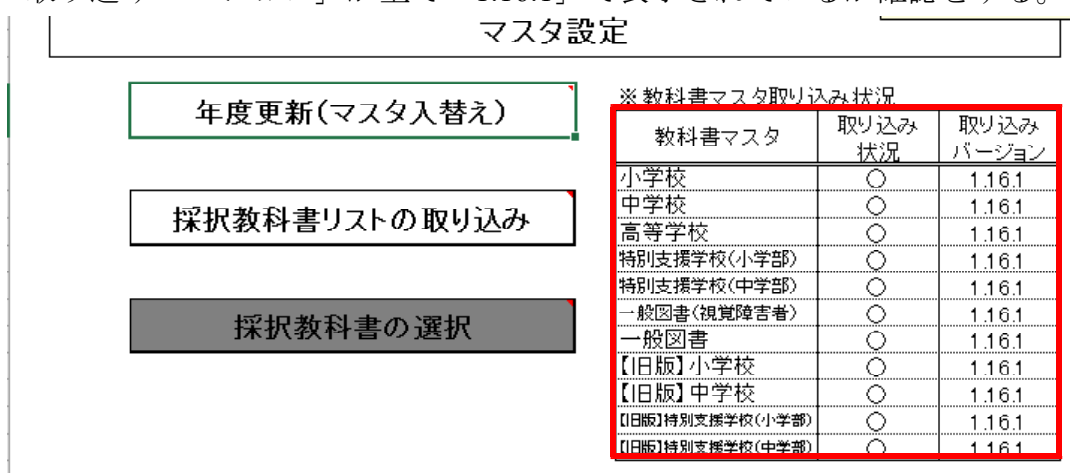 マスタ設定
年度更新(マスタ入替え)
採択教科書リストの取り込み
採択教科書の選択
※教科書マスタ取り込み状況
教科書マスタ 取り込み状況 取り込みバージョン
小学校 ○ 1.16.1
中学校 ○ 1.16.1
高等学校 ○ 1.16.1
特別支援学校(小学部) ○ 1.16.1
特別支援学校(中学部) ○ 1.16.1
一般図書(視覚障害者) ○ 1.16.1
一般図書 ○ 1.16.1
【旧版】小学校 ○ 1.16.1
【旧版】中学校 ○ 1.16.1
【旧版】特別支援学校(小学部) ○ 1.16.1
【旧版】特別支援学校(中学部) ○ 1.16.1